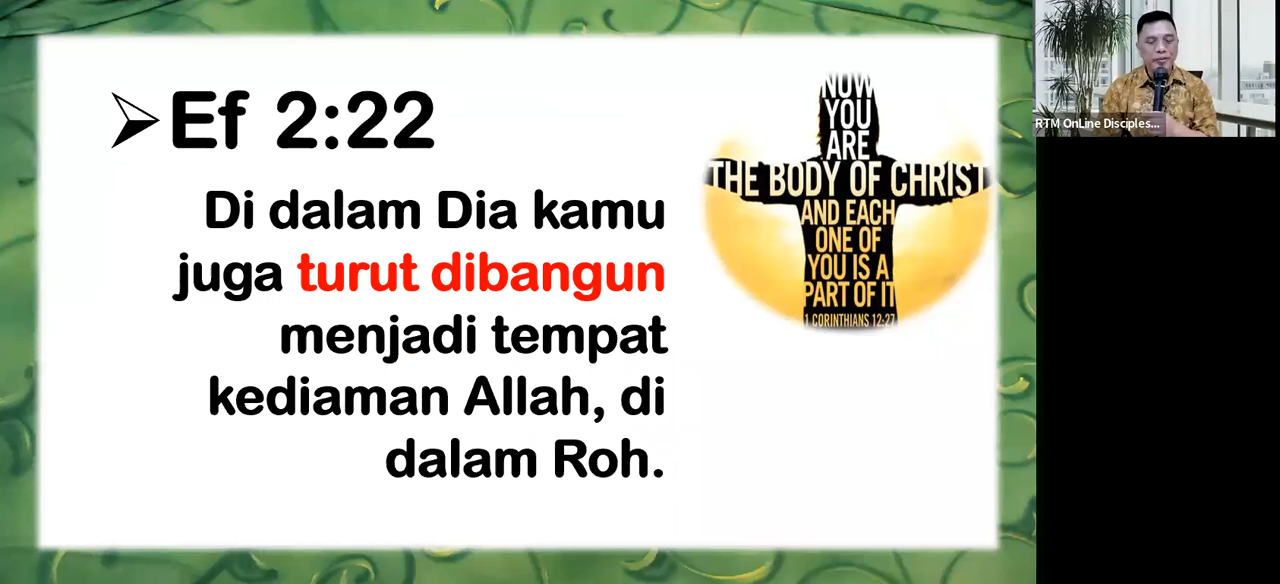 Ef 2:22
Di dalam Dia kamu
juga turut dibangun
menjadi tempat
kediaman Allah, di
dalam Roh.
NOW
YOU
ARE
THE BODY OF CHRIST
AND EACH
ONE OF
YOU IS A
PART OF IT
1 CORINTHIANS 12:27
RTM OnLine Disciples...